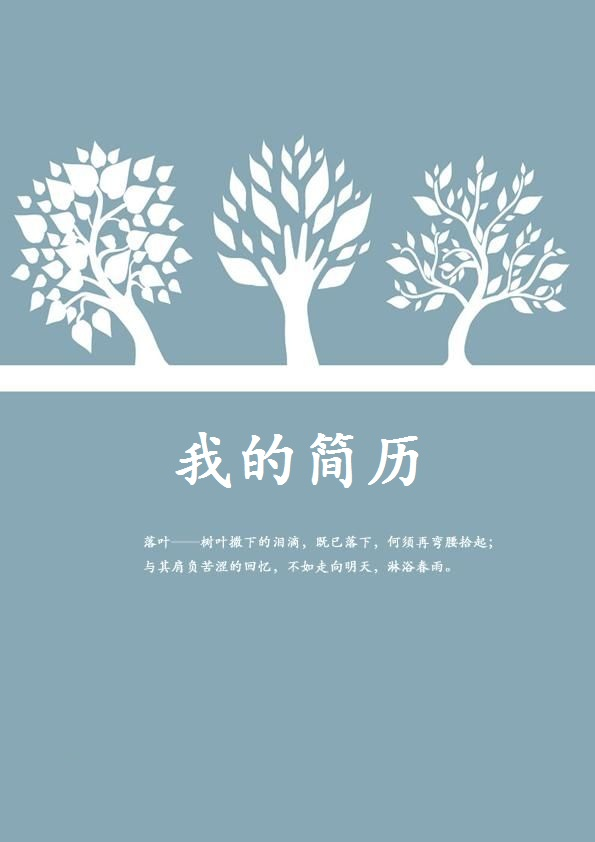 我的简历
落叶——树叶撒下的泪滴，既已落下，何须再弯腰拾起；
与其肩负苦涩的回忆，不如走向明天，淋浴春雨。